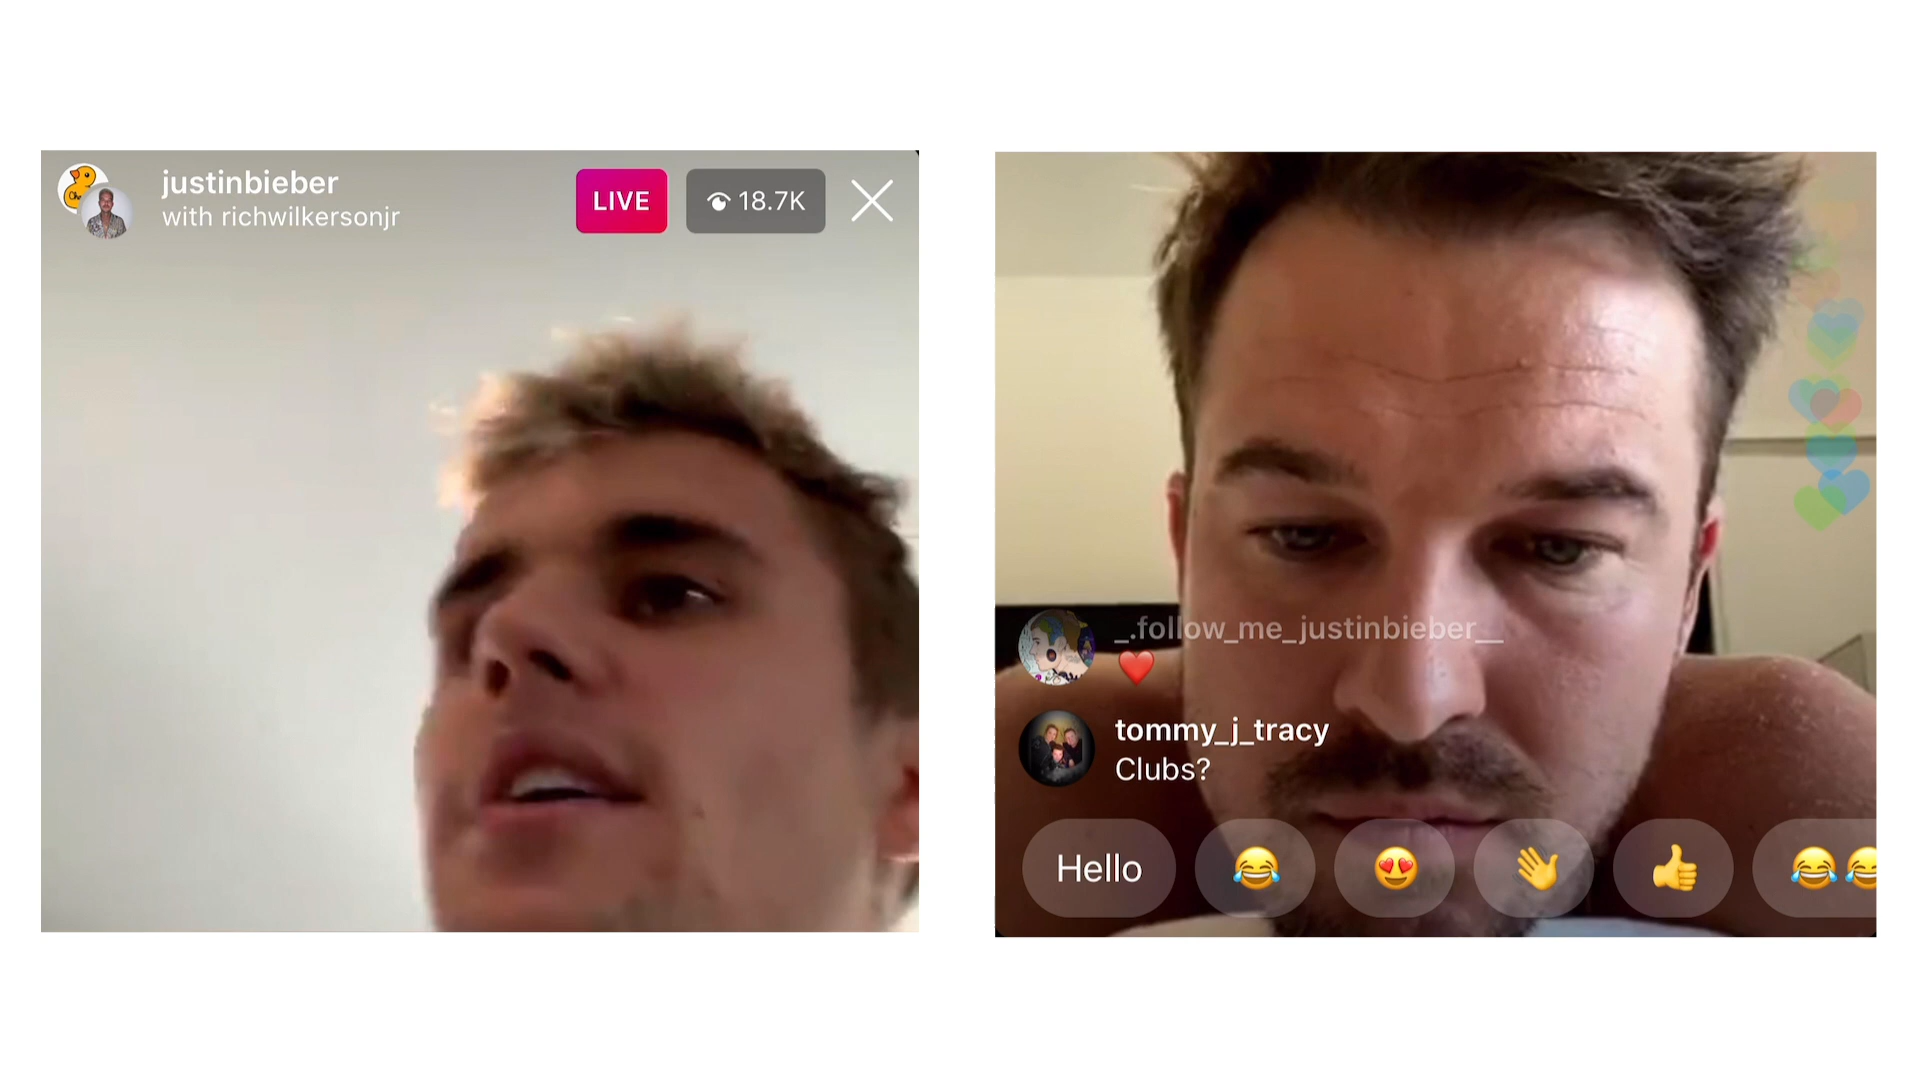 justinbieber
with richwilkersonjr
LIVE
18.7K
_.follow_me_justinbieber__
tommy_j_tracy
Clubs?
Hello